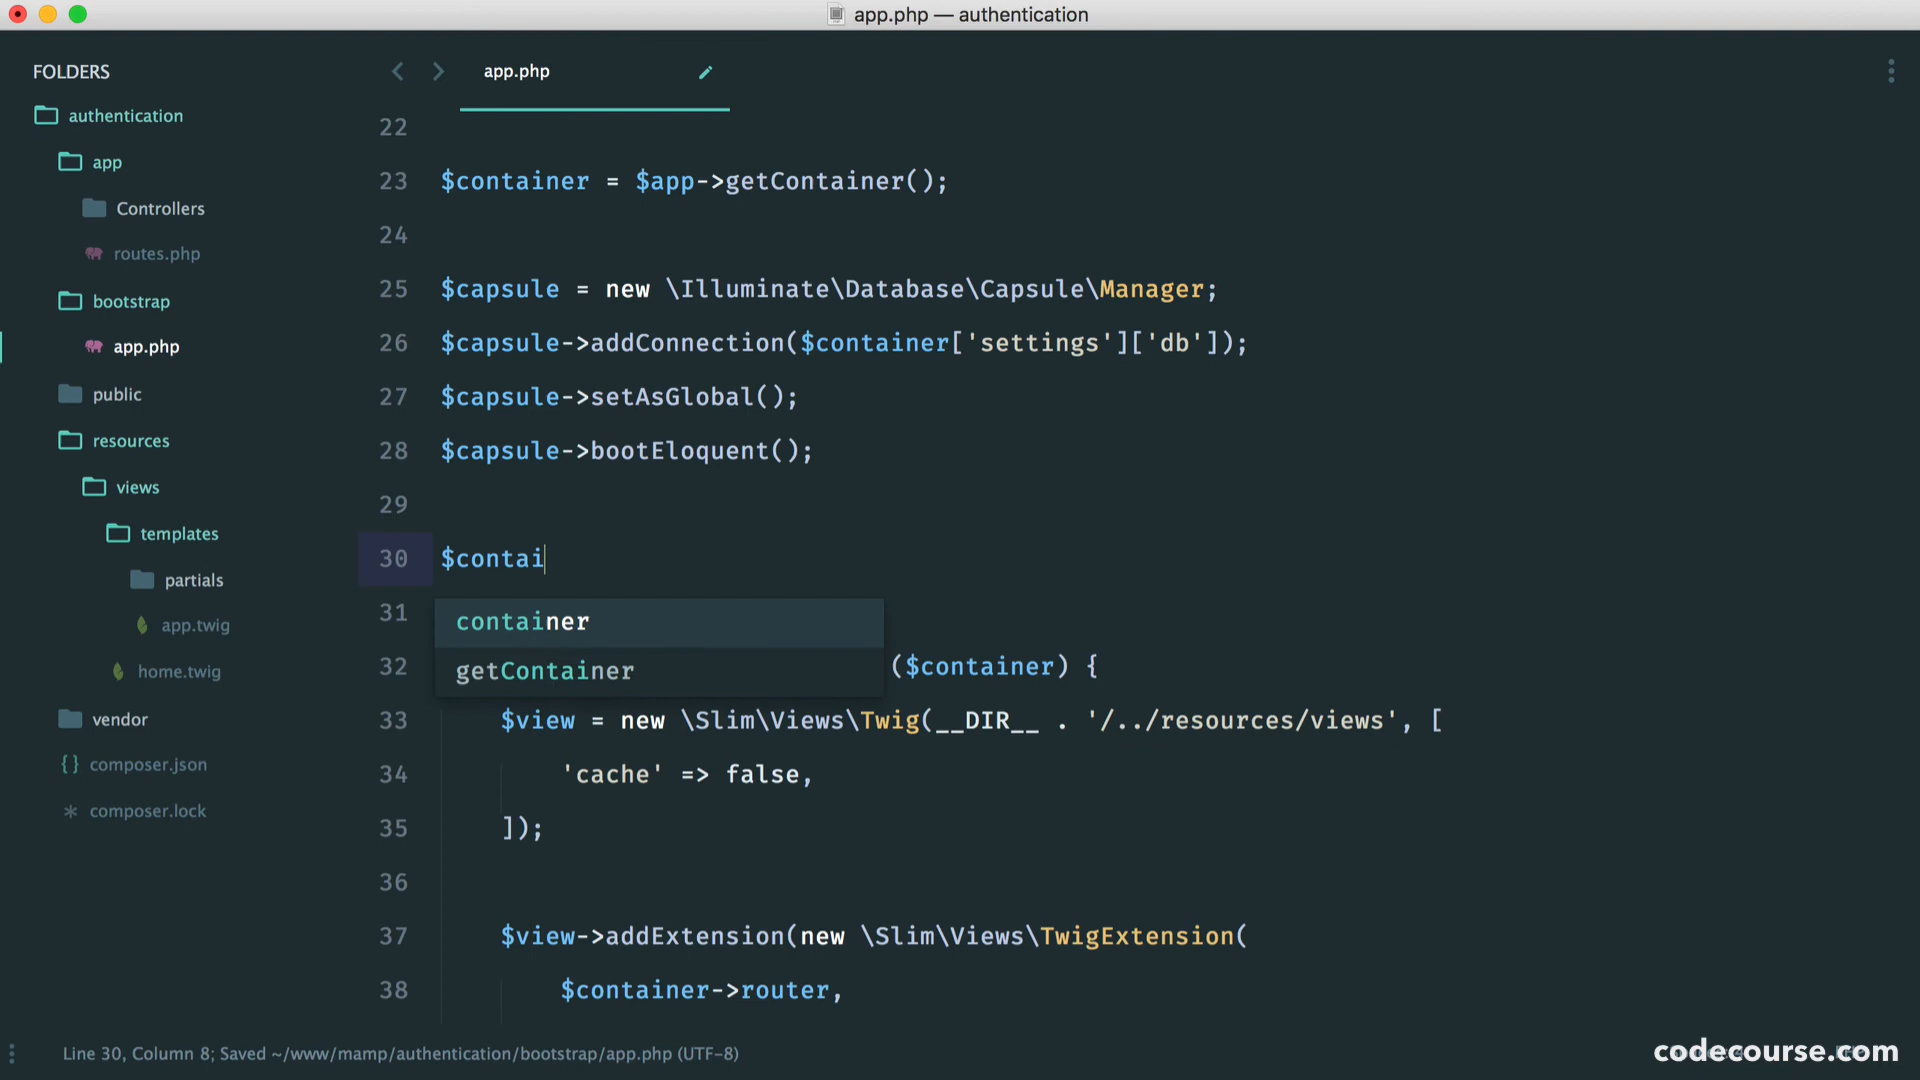 app.php — authentication
FOLDERS
authentication
app
Controllers
routes.php
bootstrap
app.php
public
resources
views
templates
partials
app.twig
home.twig
vendor
{} composer.json
* composer.lock
app.php
22
23 $container = $app->getContainer();
24
25 $capsule = new \Illuminate\Database\Capsule\Manager;
26 $capsule->addConnection($container['settings']['db']);
27 $capsule->setAsGlobal();
28 $capsule->bootEloquent();
29
30 $contai
31
container
getContainer
32 ($container) {
33 $view = new \Slim\Views\Twig(__DIR__ . '/../resources/views', [
34 'cache' => false,
35 ]);
36
37 $view->addExtension(new \Slim\Views\TwigExtension(
38 $container->router,
Line 30, Column 8; Saved ~/www/mamp/authentication/bootstrap/app.php (UTF-8)
codecourse.com